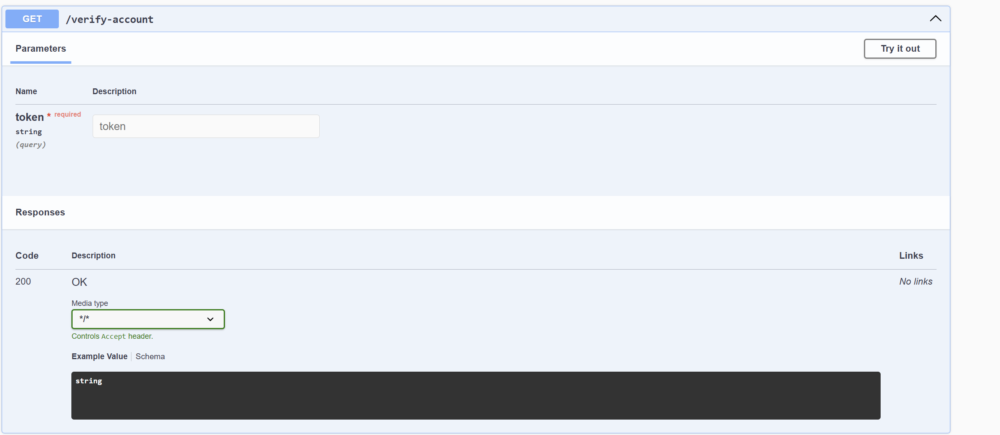 GET /verify-account
Parameters
Try it out
Name Description
token * required
string
(query)
token
Responses
Code Description Links
200 OK No links
Media type
*/*
Controls Accept header.
Example Value Schema
string